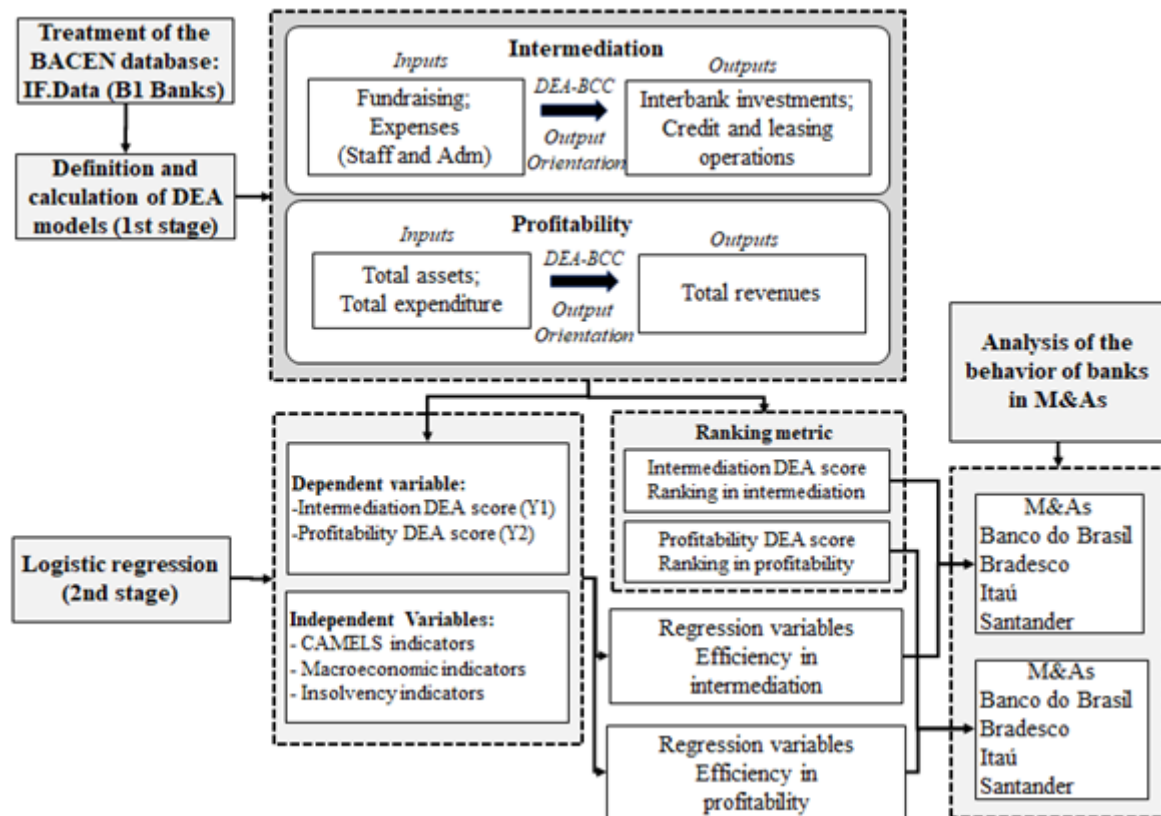 Treatment of the
BACEN database:
IF.Data (B1 Banks)
Definition and
calculation of DEA
models (1st stage)
Intermediation
Inputs
Outputs
Fundraising;
Expenses
(Staff and Adm)
DEA-BCC
Output
Orientation
Interbank investments;
Credit and leasing
operations
Profitability
Inputs
Outputs
Total assets;
Total expenditure
DEA-BCC
Output
Orientation
Total revenues
Analysis of the
behavior of banks
in M&As
Logistic regression
(2nd stage)
Dependent variable:
-Intermediation DEA score (Y1)
-Profitability DEA score (Y2)
Independent Variables:
- CAMELS indicators
- Macroeconomic indicators
- Insolvency indicators
Ranking metric
Intermediation DEA score
Ranking in intermediation
Profitability DEA score
Ranking in profitability
Regression variables
Efficiency in
intermediation
Regression variables
Efficiency in
profitability
M&As
Banco do Brasil
Bradesco
Itaú
Santander
M&As
Banco do Brasil
Bradesco
Itaú
Santander